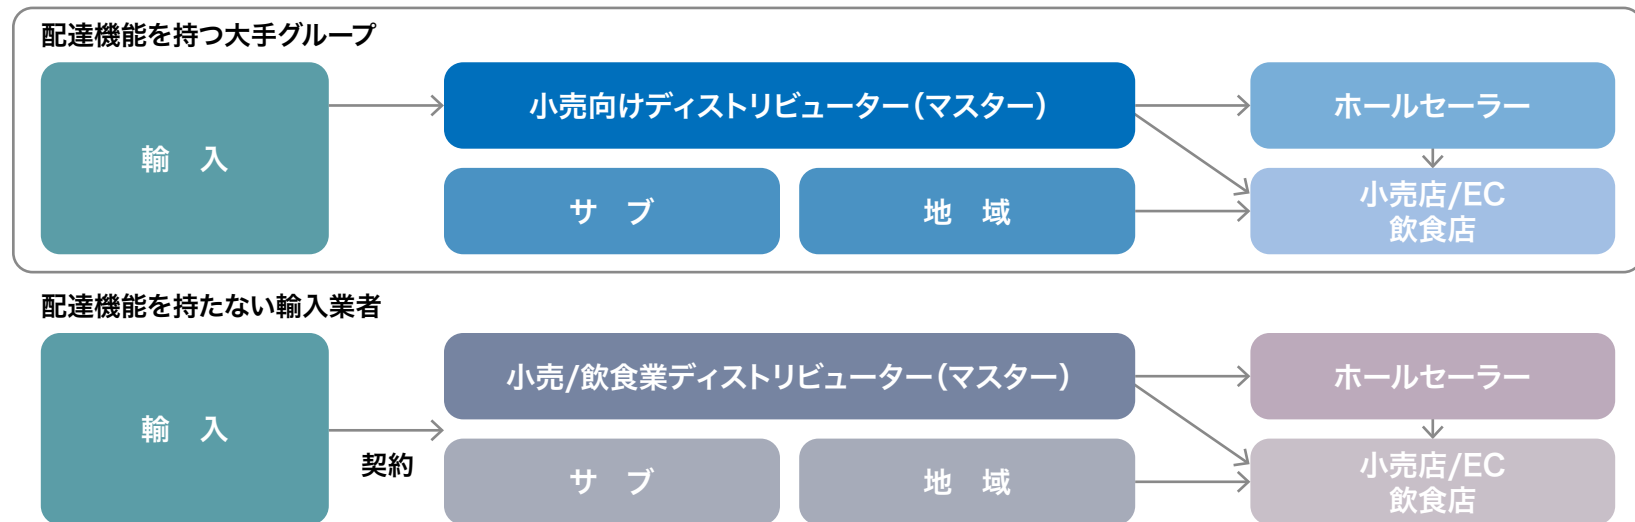 配達機能を持つ大手グループ
輸 入
小売向けディストリビューター(マスター)
ホールセーラー
サ ブ
地 域
小売店/EC
飲食店
配達機能を持たない輸入業者
輸 入
契約
小売/飲食業ディストリビューター(マスター)
ホールセーラー
サ ブ
地 域
小売店/EC
飲食店